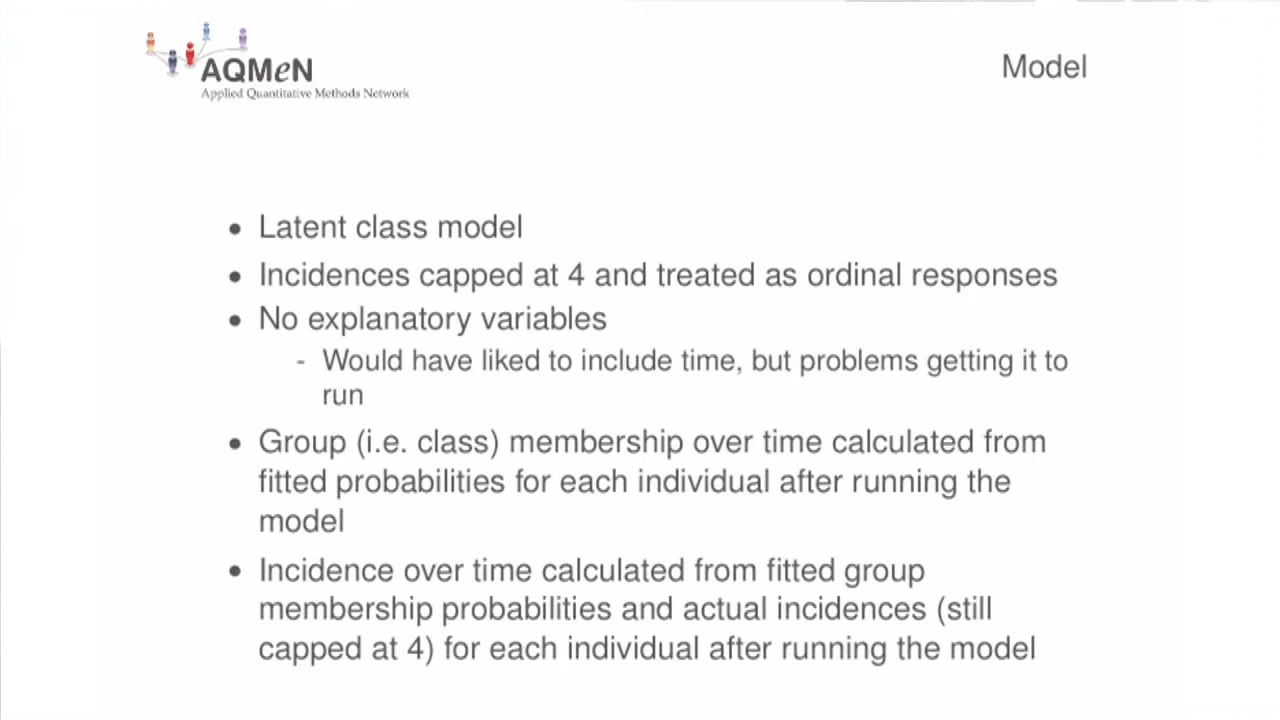 AQMeN
Applied Quantitative Methods Network
Model
• Latent class model
• Incidences capped at 4 and treated as ordinal responses
• No explanatory variables
- Would have liked to include time, but problems getting it to
run
• Group (i.e. class) membership over time calculated from
fitted probabilities for each individual after running the
model
• Incidence over time calculated from fitted group
membership probabilities and actual incidences (still
capped at 4) for each individual after running the model